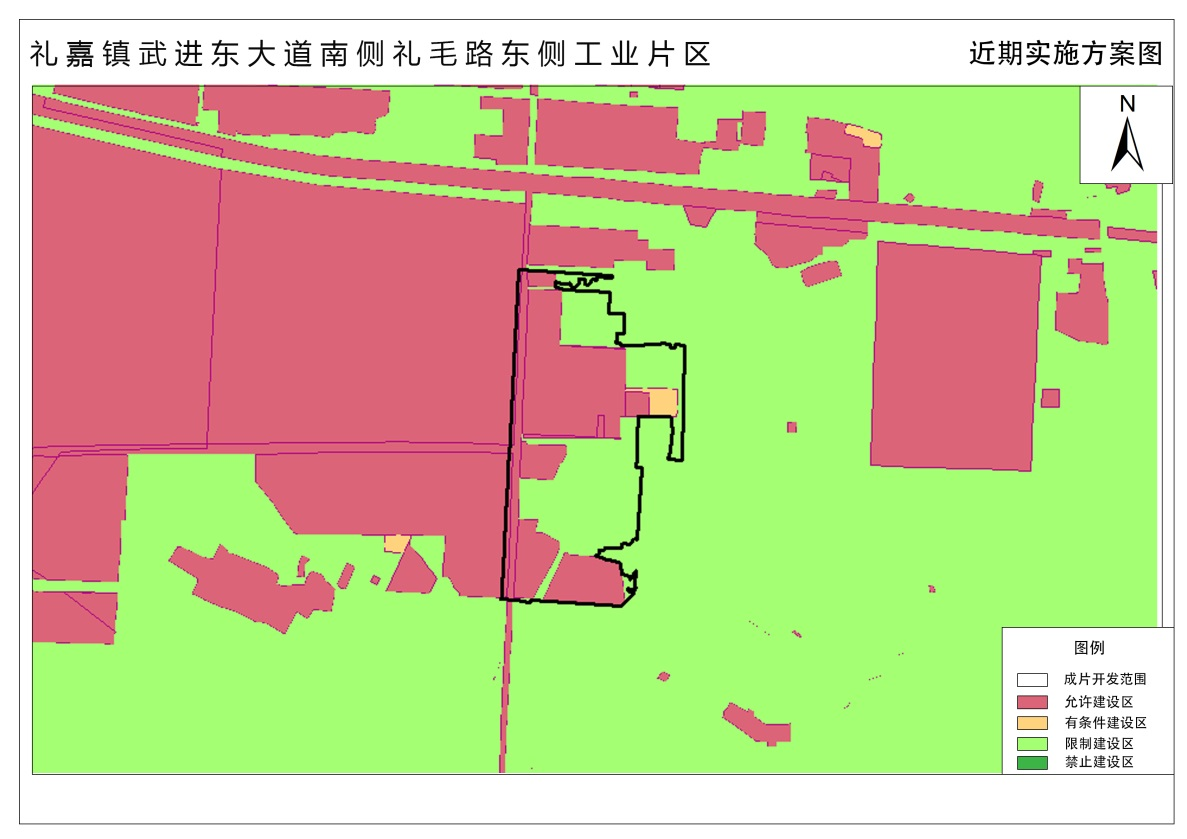 礼嘉镇武进东大道南侧礼毛路东侧工业片区
近期实施方案图
N
图例
成片开发范围
允许建设区
有条件建设区
限制建设区
禁止建设区